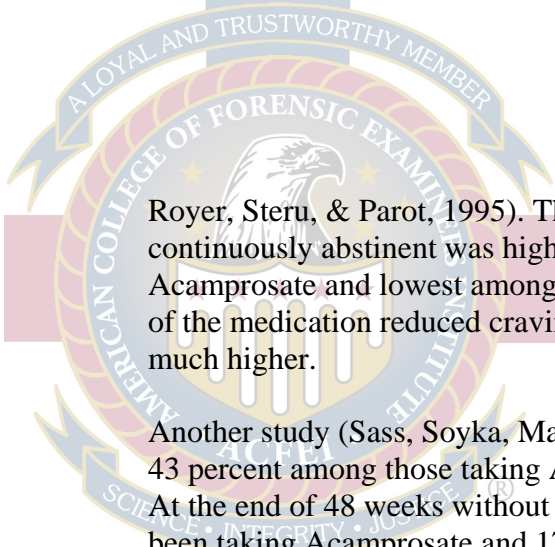 A LOYAL AND TRUSTWORTHY MEMBER
AMERICAN COLLEGE OF FORENSIC EXAMINERS INSTITUTE
Royer, Steru, & Parot, 1995). Th
continuously abstinent was high
Acamprosate and lowest among
of the medication reduced cravin
much higher.
Another study (Sass, Soyka, Ma
43 percent among those taking A
ACFEI
At the end of 48 weeks without
®
SCIENCE • INTEGRITY • JUSTICE
been taking Acamprosate and 1